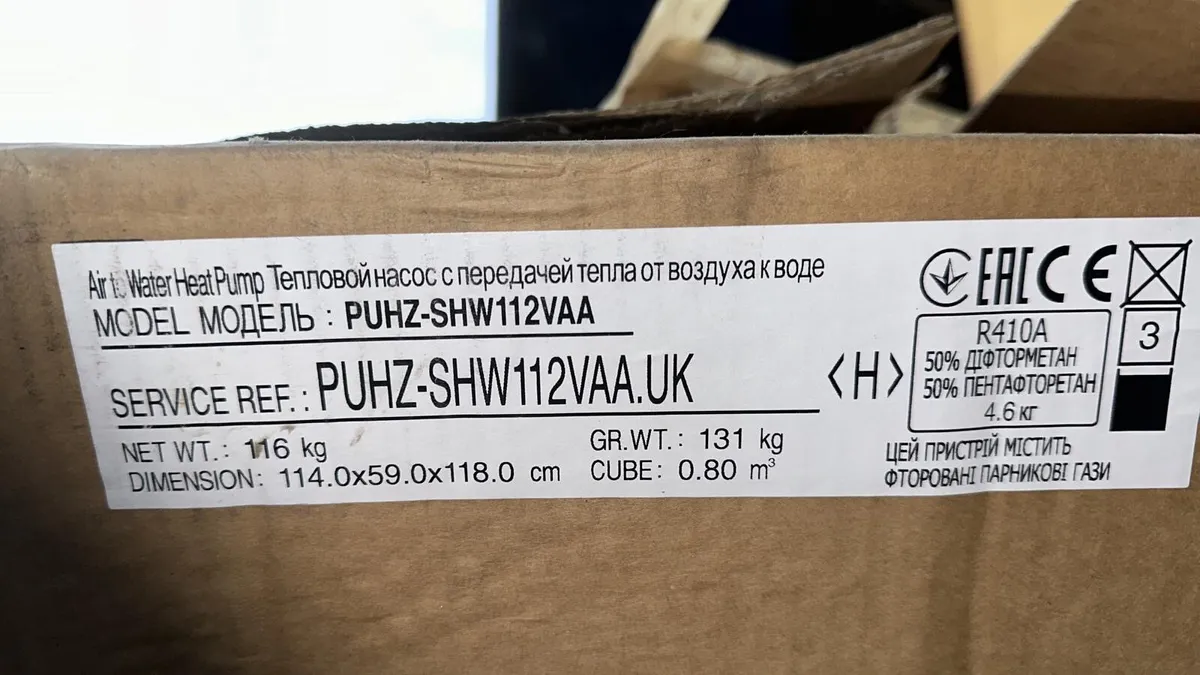 Air to Water Heat Pump Тепловой насос с передачей тепла от воздуха к воде
MODEL МОДЕЛЬ : PUHZ-SHW112VAA
SERVICE REF. : PUHZ-SHW112VAA.UK
NET WT. : 116 kg GR.WT. : 131 kg
DIMENSION: 114.0x59.0x118.0 cm CUBE: 0.80 m³
<H>
EAC CE
R410A
50% ДІФТОРМЕТАН
50% ПЕНТАФТОРЕТАН
4.6 кг
3
ЦЕЙ ПРИСТРІЙ МІСТИТЬ
ФТОРОВАНІ ПАРНИКОВІ ГАЗИ